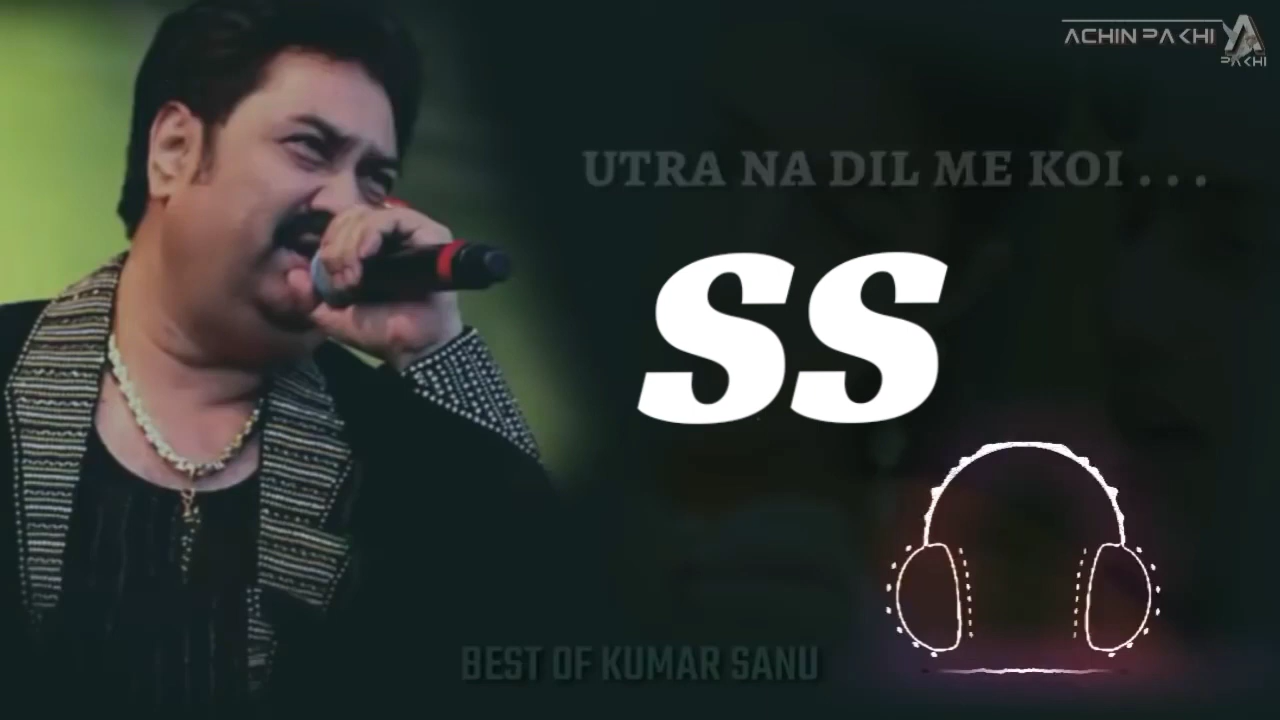 ACHIN PAKHI
PAKHI
UTRA NA DIL ME KOI . . .
SS
BEST OF KUMAR SANU